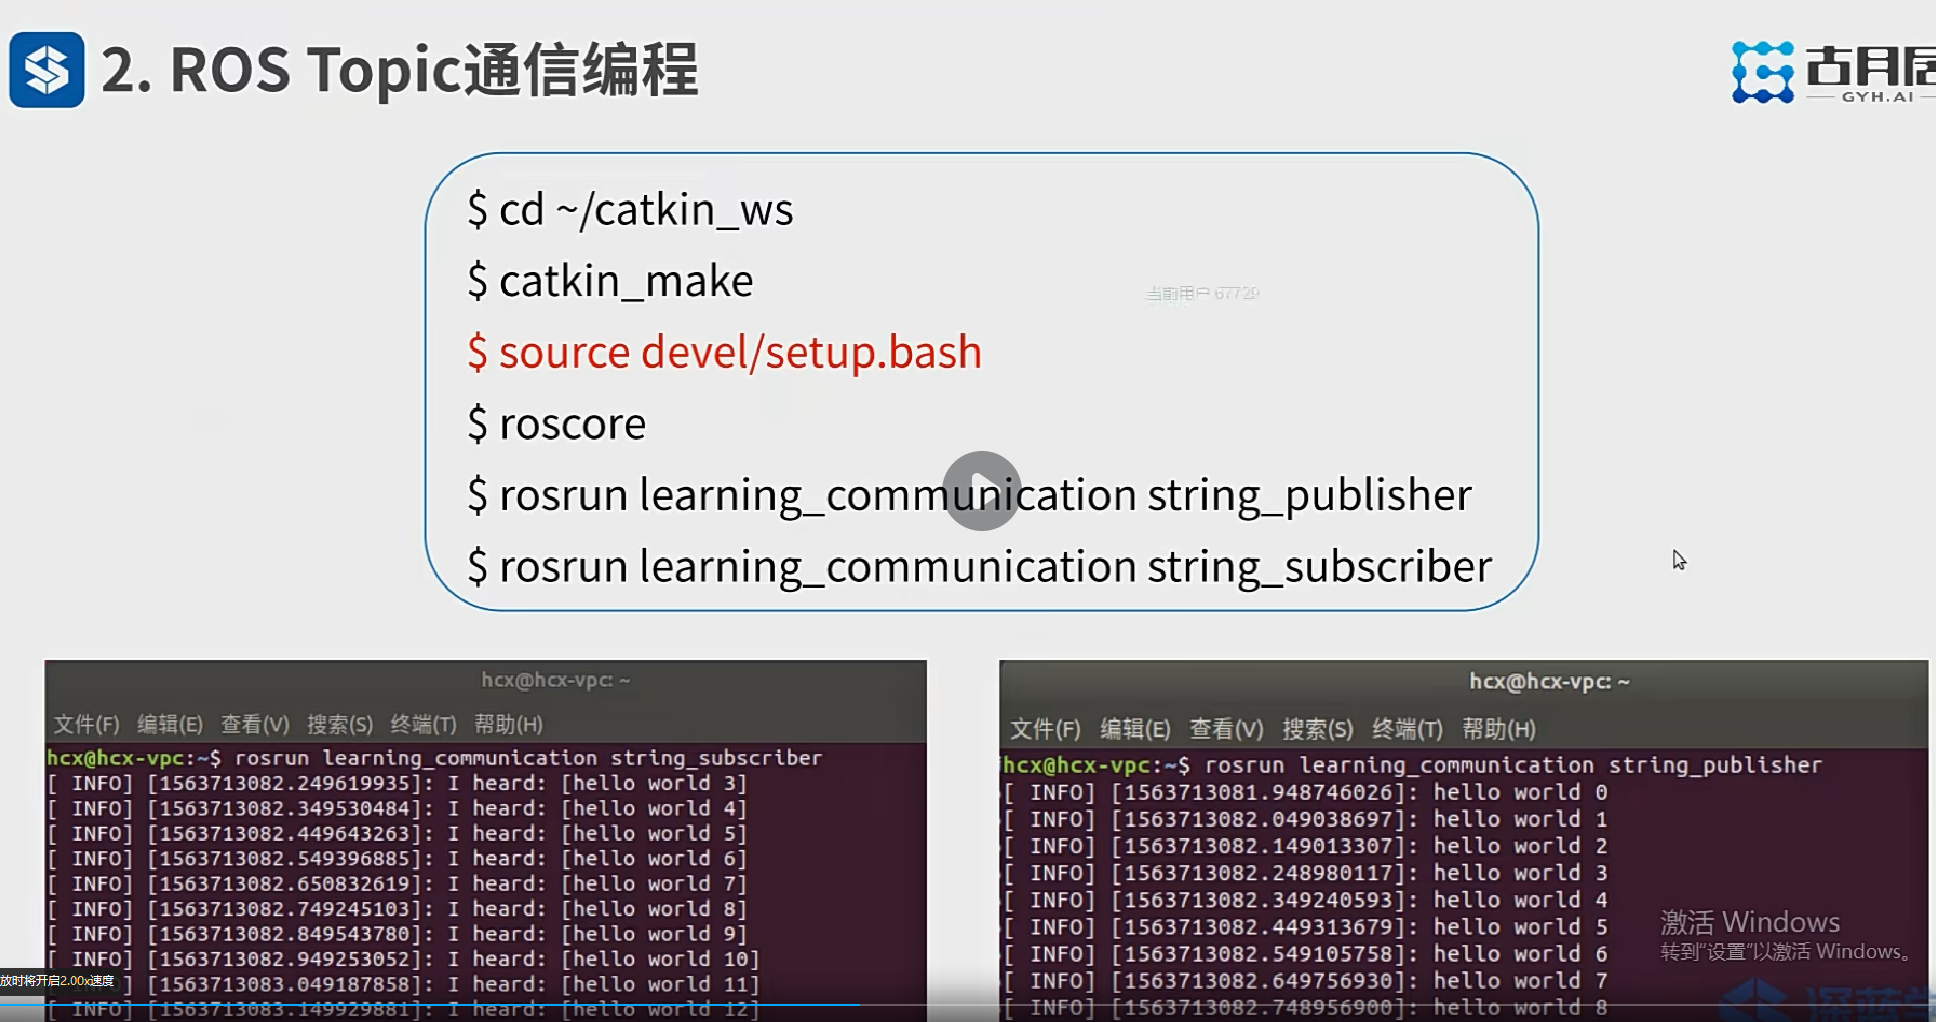 2. ROS Topic通信编程
GYH.AI
$ cd ~/catkin_ws
$ catkin_make
当前用户 67729
$ source devel/setup.bash
$ roscore
$ rosrun learning_communication string_publisher
$ rosrun learning_communication string_subscriber
hcx@hcx-vpc: ~
文件(F) 编辑(E) 查看(V) 搜索(S) 终端(T) 帮助(H)
hcx@hcx-vpc:~$ rosrun learning_communication string_subscriber
[ INFO] [1563713082.249619935]: I heard: [hello world 3]
[ INFO] [1563713082.349530484]: I heard: [hello world 4]
[ INFO] [1563713082.449643263]: I heard: [hello world 5]
[ INFO] [1563713082.549396885]: I heard: [hello world 6]
[ INFO] [1563713082.650832619]: I heard: [hello world 7]
[ INFO] [1563713082.749245103]: I heard: [hello world 8]
[ INFO] [1563713082.849543780]: I heard: [hello world 9]
[ INFO] [1563713082.949253052]: I heard: [hello world 10]
[ INFO] [1563713083.049187858]: I heard: [hello world 11]
[ INFO] [1563713083.149929881]: I heard: [hello world 12]
放时将开启2.00x速度
hcx@hcx-vpc: ~
文件(F) 编辑(E) 查看(V) 搜索(S) 终端(T) 帮助(H)
hcx@hcx-vpc:~$ rosrun learning_communication string_publisher
[ INFO] [1563713081.948746026]: hello world 0
[ INFO] [1563713082.049038697]: hello world 1
[ INFO] [1563713082.149013307]: hello world 2
[ INFO] [1563713082.248980117]: hello world 3
[ INFO] [1563713082.349240593]: hello world 4
[ INFO] [1563713082.449313679]: hello world 5
[ INFO] [1563713082.549105758]: hello world 6
[ INFO] [1563713082.649756930]: hello world 7
[ INFO] [1563713082.748956900]: hello world 8
激活 Windows
转到“设置”以激活 Windows。